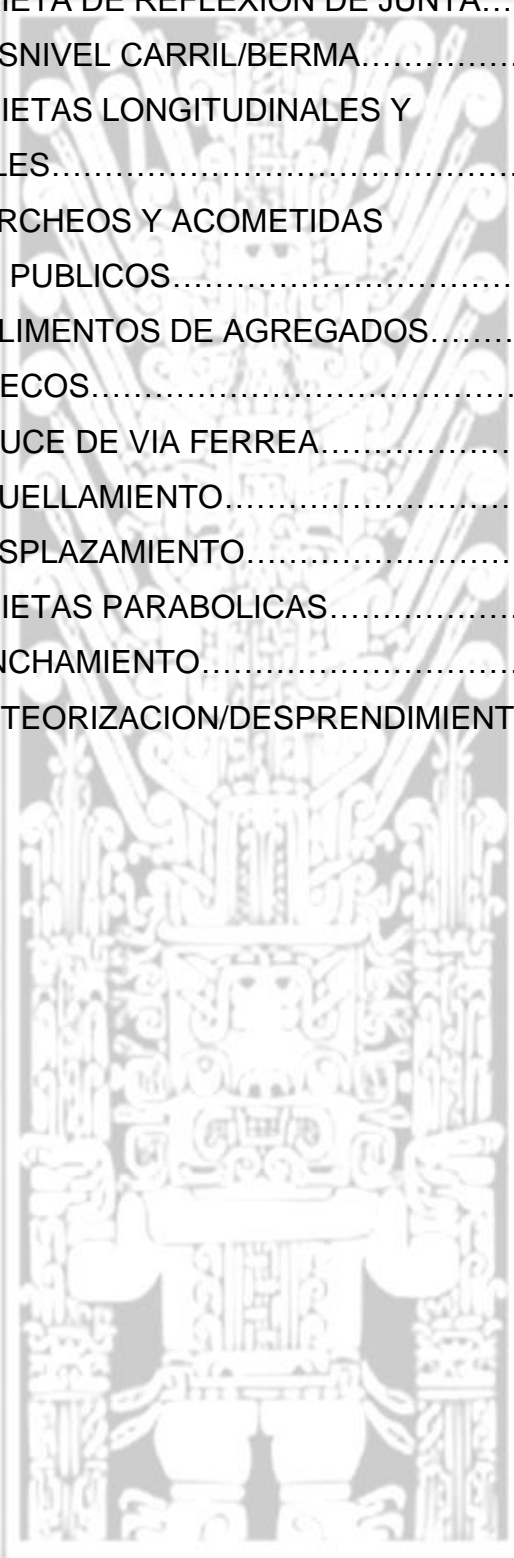 IETA DE REFLEXION DE JUNTA…
SNIVEL CARRIL/BERMA………………
IETAS LONGITUDINALES Y
LES……………………………………
RCHEOS Y ACOMETIDAS
PUBLICOS……………………………
LIMENTOS DE AGREGADOS………
ECOS…………………………………
UCE DE VIA FERREA………………
UELLAMIENTO………………………
SPLAZAMIENTO……………………
IETAS PARABOLICAS………………
NCHAMIENTO…………………………
TEORIZACION/DESPRENDIMIENT